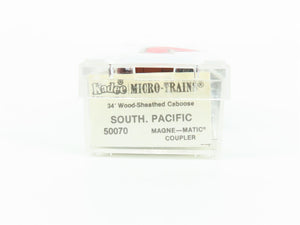 Kadee MICRO-TRAINS®
34' Wood-Sheathed Caboose
SOUTH. PACIFIC
50070 MAGNE—MATIC®
COUPLER